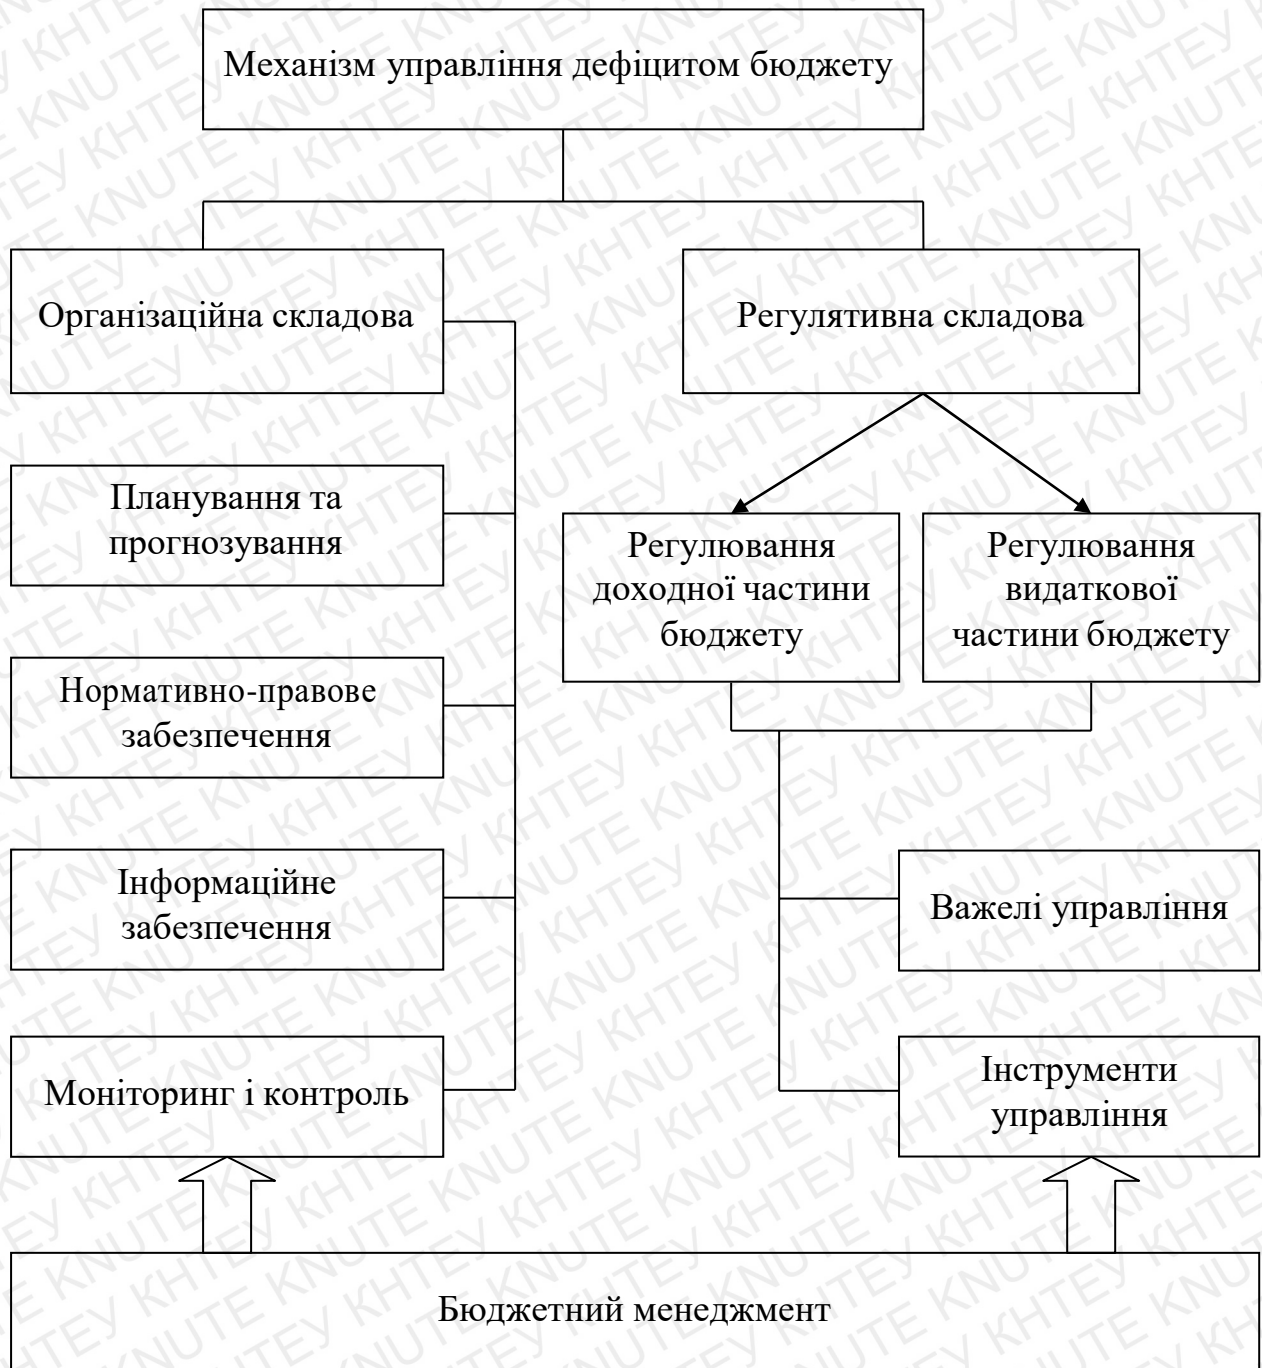 Механізм управління дефіцитом бюджету
Організаційна складова
Регулятивна складова
Планування та
прогнозування
Регулювання
доходної частини
бюджету
Регулювання
видаткової
частини бюджету
Нормативно-правове
забезпечення
Інформаційне
забезпечення
Важелі управління
Моніторинг і контроль
Інструменти
управління
Бюджетний менеджмент